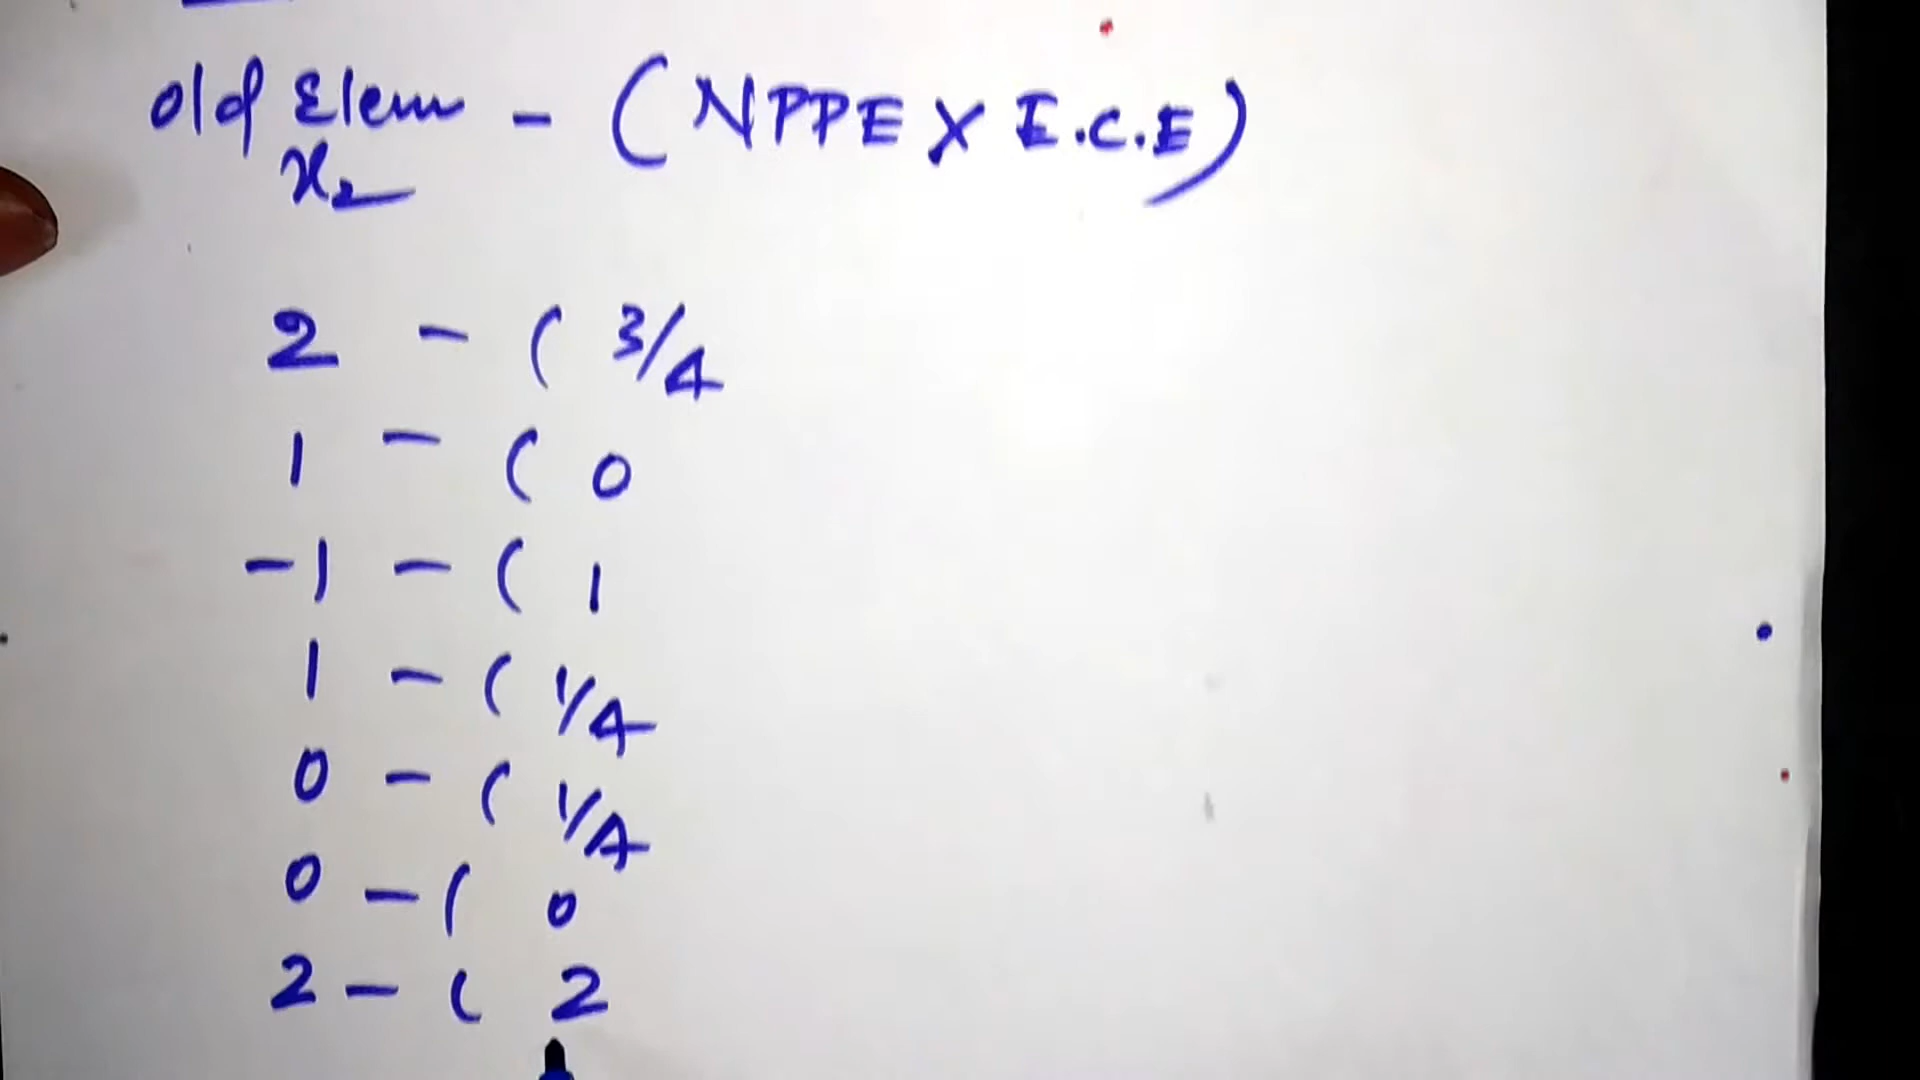 old Elem - (NPPE X E.C.E)
x₂
2 - ( 3/4
1 - ( 0
-1 - ( 1
1 - ( 1/4
0 - ( 1/4
0 - ( 0
2 - ( 2